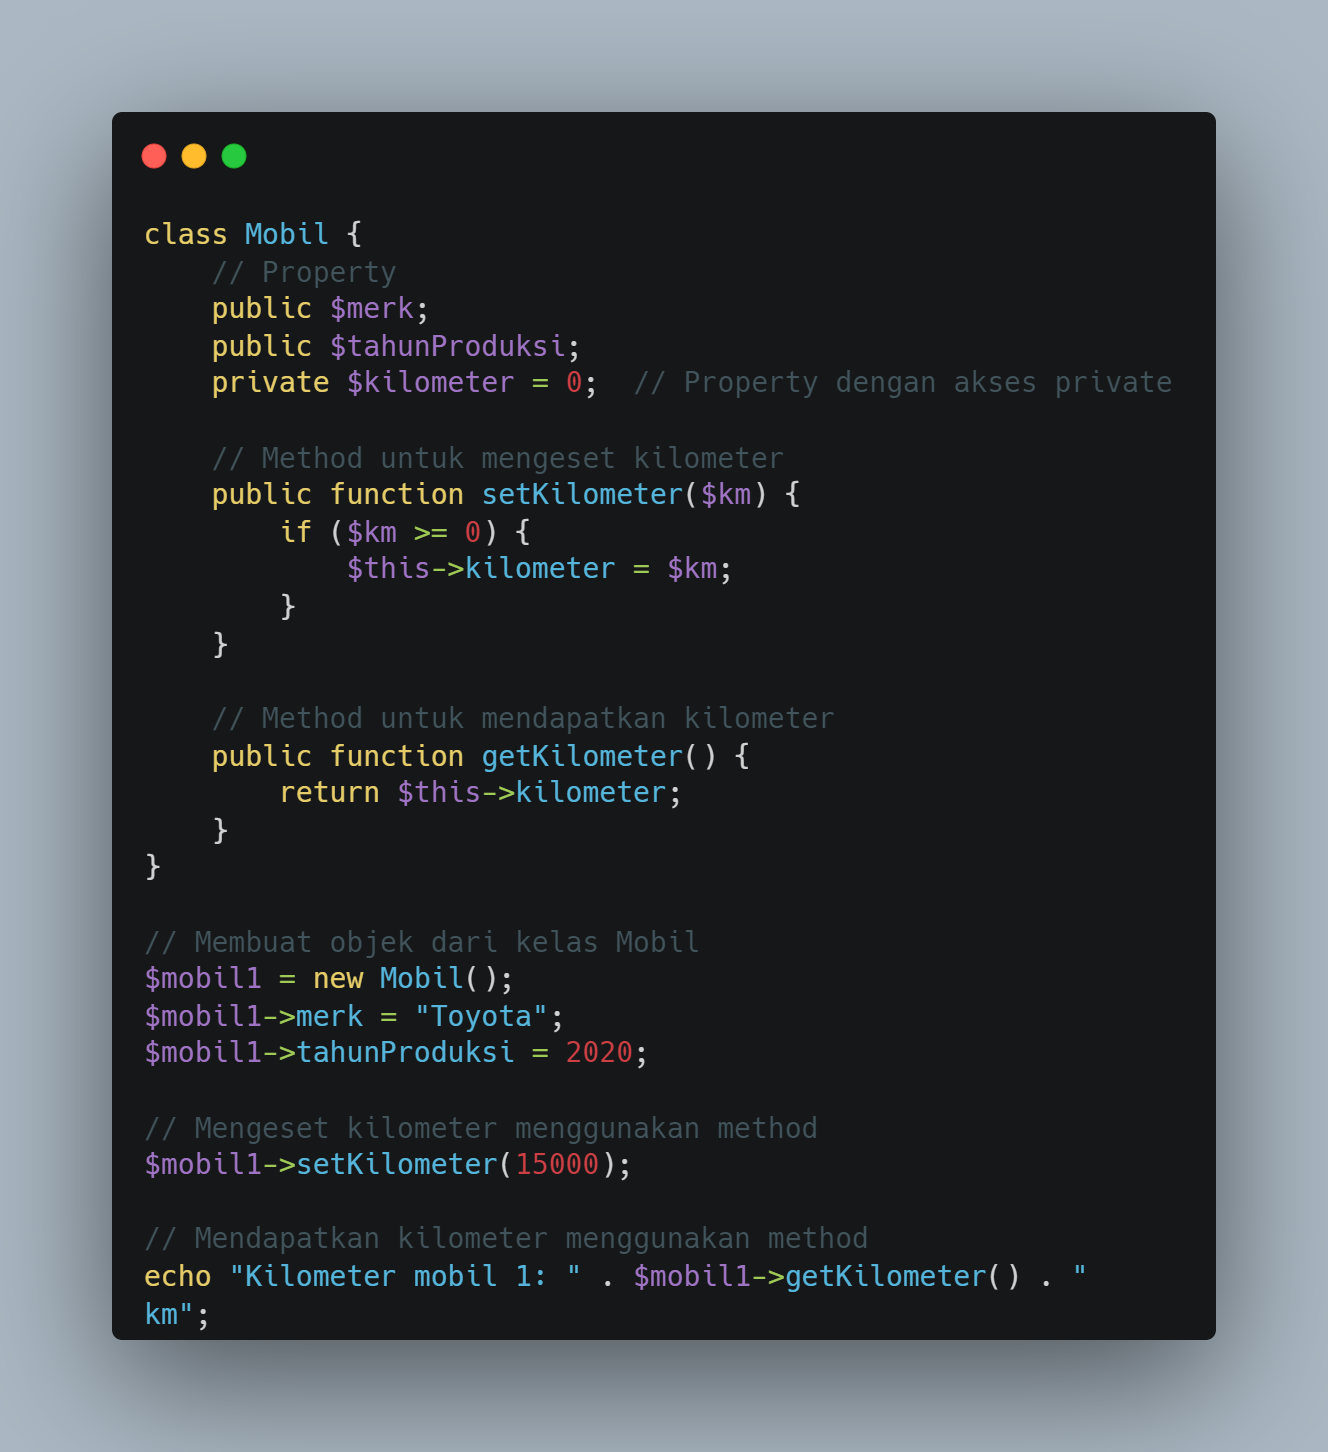 class Mobil {
    // Property
    public $merk;
    public $tahunProduksi;
    private $kilometer = 0;  // Property dengan akses private

    // Method untuk mengeset kilometer
    public function setKilometer($km) {
        if ($km >= 0) {
            $this->kilometer = $km;
        }
    }

    // Method untuk mendapatkan kilometer
    public function getKilometer() {
        return $this->kilometer;
    }
}

// Membuat objek dari kelas Mobil
$mobil1 = new Mobil();
$mobil1->merk = "Toyota";
$mobil1->tahunProduksi = 2020;

// Mengeset kilometer menggunakan method
$mobil1->setKilometer(15000);

// Mendapatkan kilometer menggunakan method
echo "Kilometer mobil 1: " . $mobil1->getKilometer() . "
km";